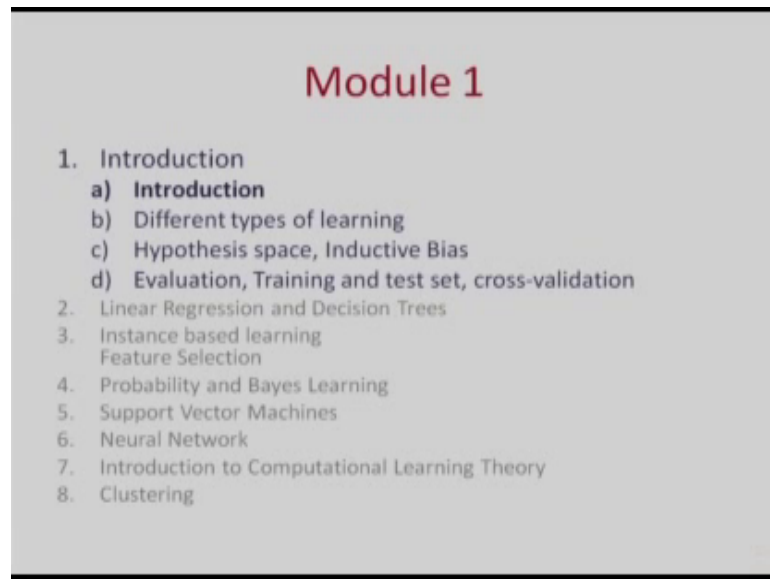 Module 1
1. Introduction
a) Introduction
b) Different types of learning
c) Hypothesis space, Inductive Bias
d) Evaluation, Training and test set, cross-validation
2. Linear Regression and Decision Trees
3. Instance based learning
Feature Selection
4. Probability and Bayes Learning
5. Support Vector Machines
6. Neural Network
7. Introduction to Computational Learning Theory
8. Clustering